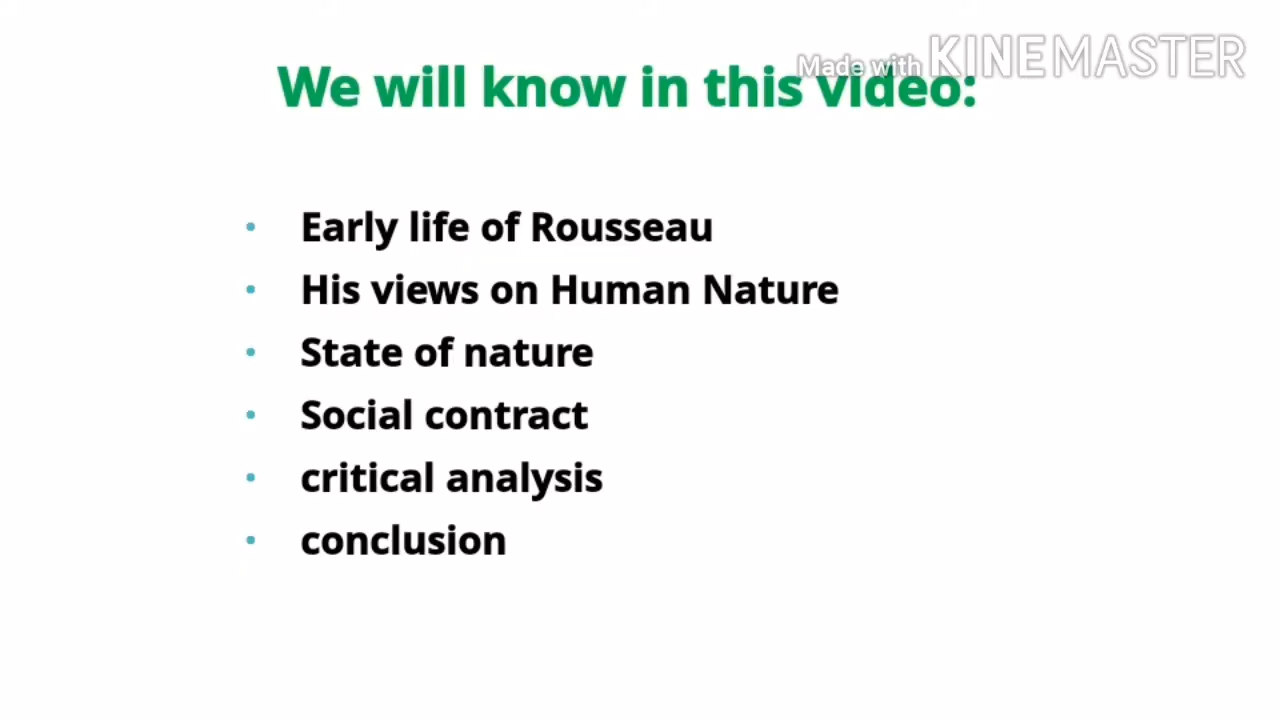 Made with KINEMASTER
We will know in this video:
• Early life of Rousseau
• His views on Human Nature
• State of nature
• Social contract
• critical analysis
• conclusion